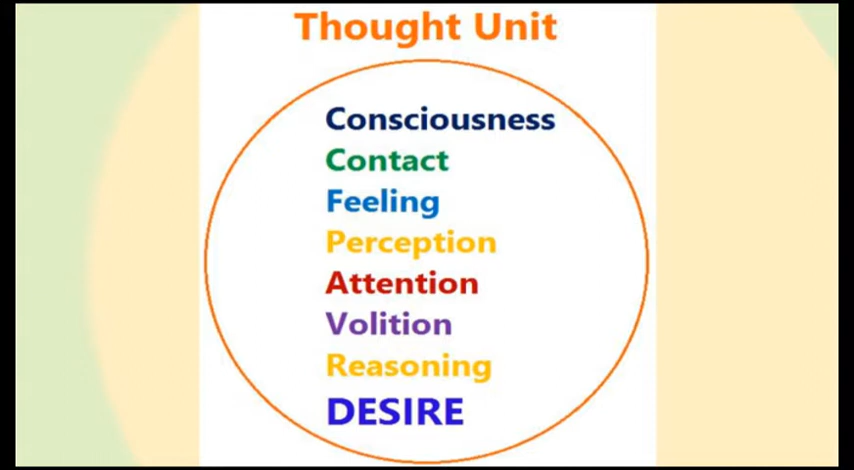 Thought Unit
Consciousness
Contact
Feeling
Perception
Attention
Volition
Reasoning
DESIRE